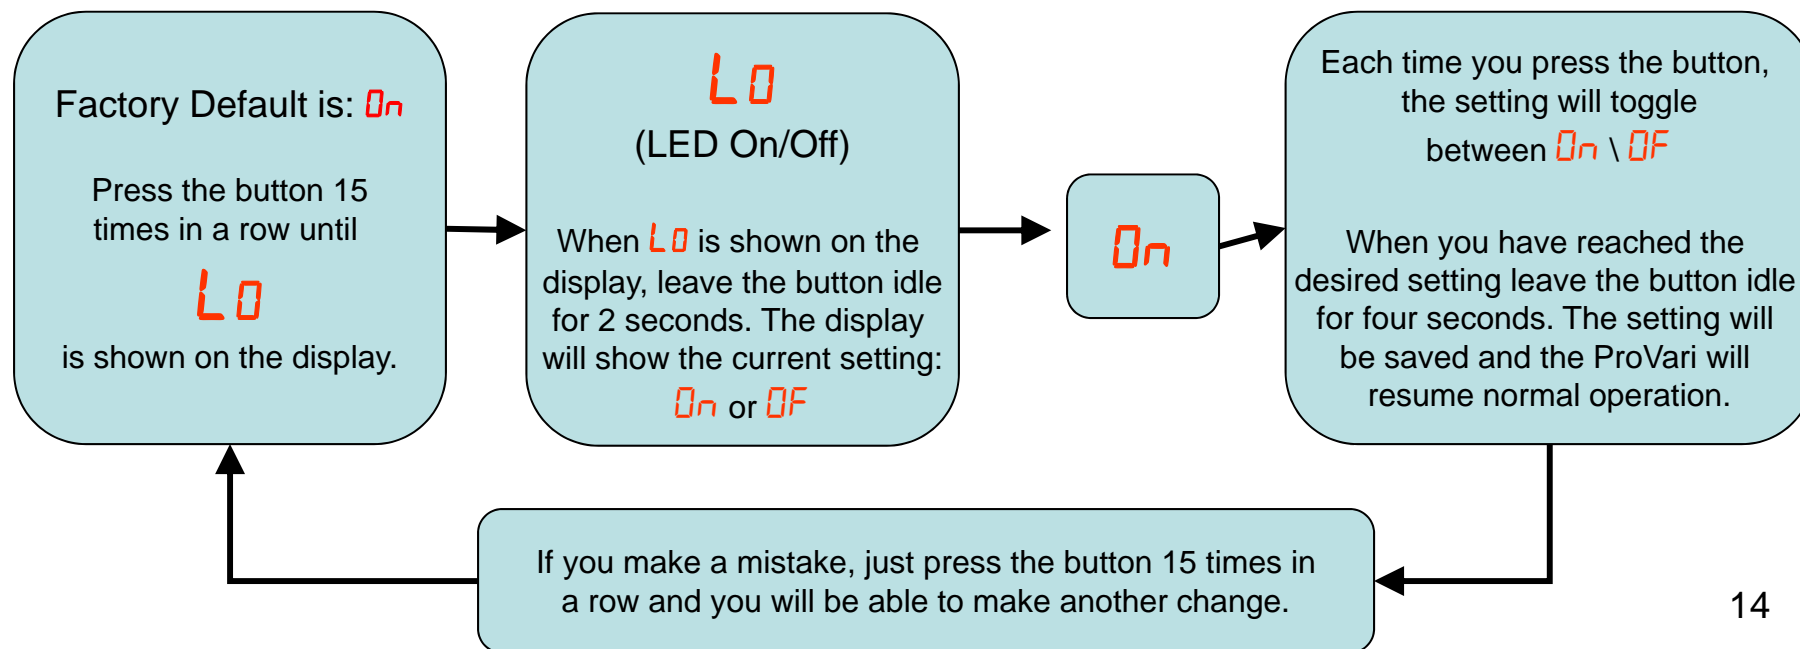 Factory Default is: On
Press the button 15
times in a row until
LO
is shown on the display.
LO
(LED On/Off)
When LO is shown on the
display, leave the button idle
for 2 seconds. The display
will show the current setting:
On or OF
On
Each time you press the button,
the setting will toggle
between On \ OF
When you have reached the
desired setting leave the button idle
for four seconds. The setting will
be saved and the ProVari will
resume normal operation.
If you make a mistake, just press the button 15 times in
a row and you will be able to make another change.
14